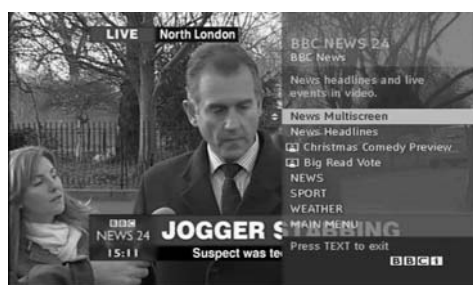 LIVE North London
BBC NEWS 24
BBC News
News headlines and live
events in video.
News Multiscreen
News Headlines
Christmas Comedy Preview
Big Read Vote
NEWS
SPORT
WEATHER
MAIN MENU
Press TEXT to exit
BBCi
BBC
NEWS 24
15:11
JOGGER STABBING
Suspect was